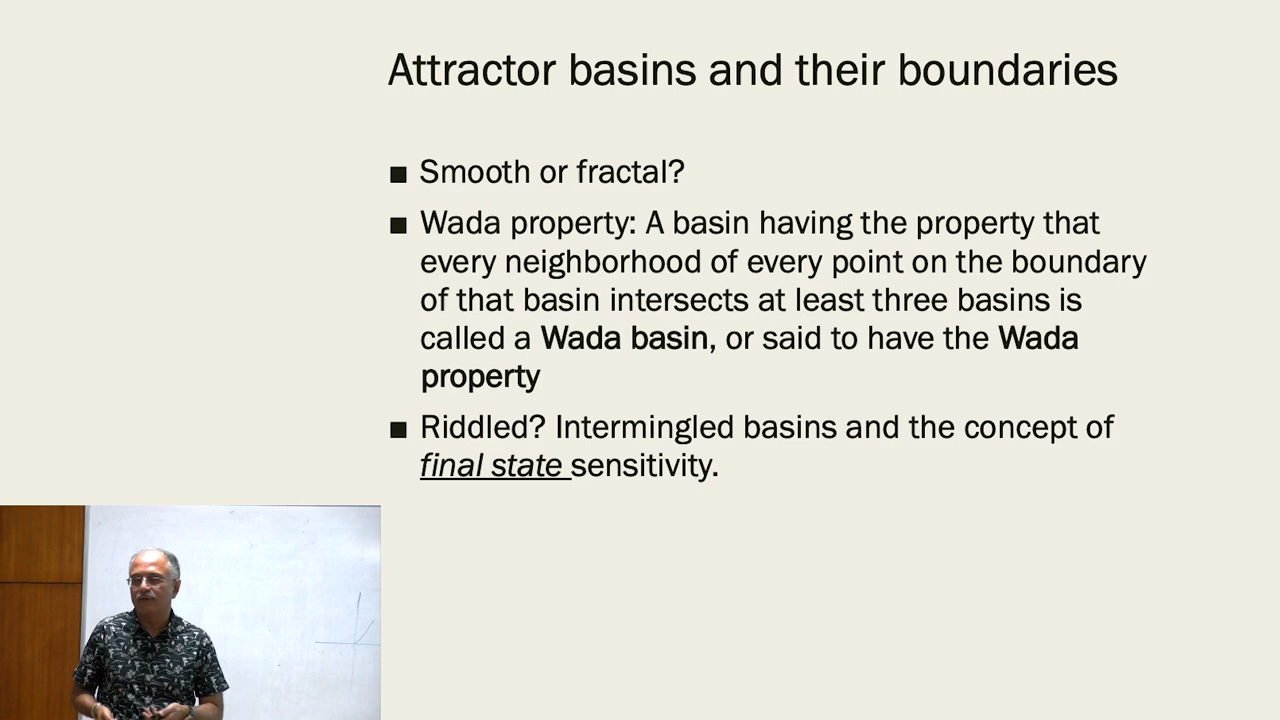 Attractor basins and their boundaries
■ Smooth or fractal?
■ Wada property: A basin having the property that
every neighborhood of every point on the boundary
of that basin intersects at least three basins is
called a Wada basin, or said to have the Wada
property
■ Riddled? Intermingled basins and the concept of
final state sensitivity.